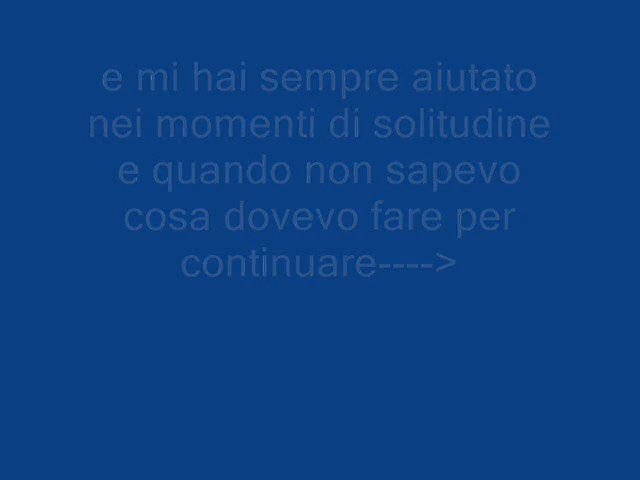 e mi hai sempre aiutato
nei momenti di solitudine
e quando non sapevo
cosa dovevo fare per
continuare---->